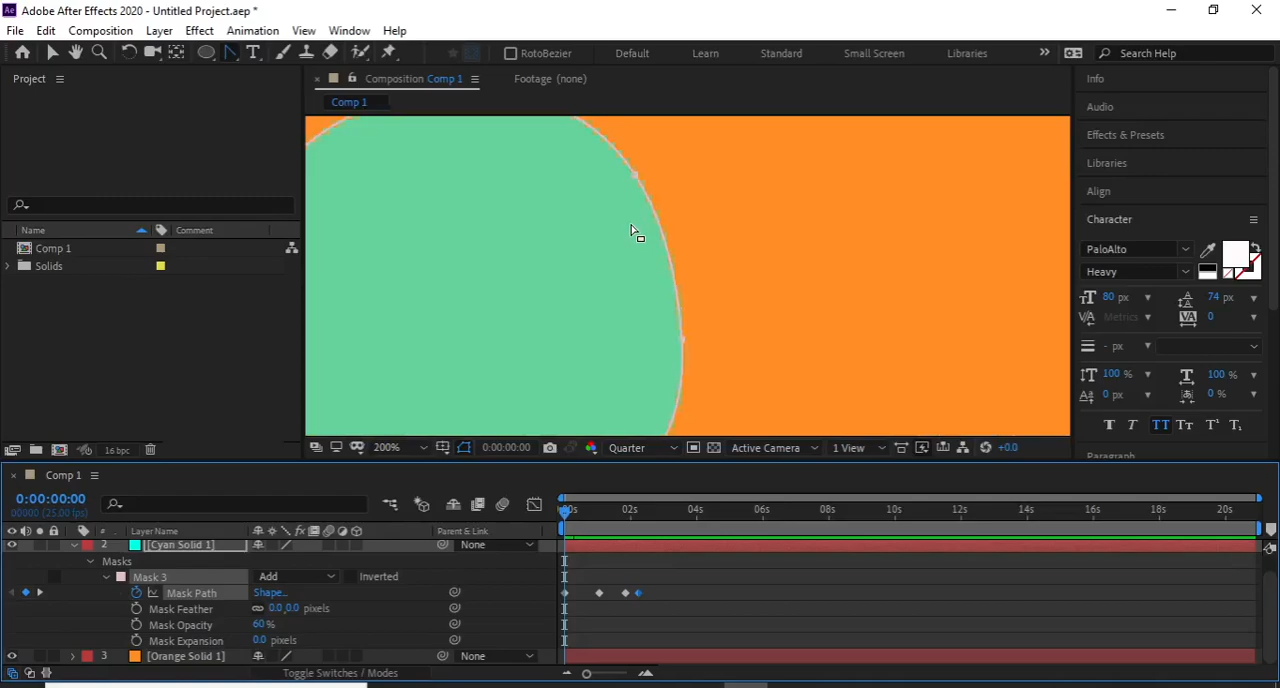 Adobe After Effects 2020 - Untitled Project.aep *
File Edit Composition Layer Effect Animation View Window Help
RotoBezier Default Learn Standard Small Screen Libraries Search Help
Project
Composition Comp 1 Footage (none)
Comp 1
Name Comment
Comp 1
Solids
16 bpc
200% 0:00:00:00 Quarter Active Camera 1 View +0.0
Info
Audio
Effects & Presets
Libraries
Align
Character
PaloAlto
Heavy
80 px 74 px
Metrics 0
- px
100 % 100 %
0 px 0 %
T T TT Tт T¹ T₁
Paragraph
Comp 1
0:00:00:00
00000 (25.00 fps)
# Layer Name Parent & Link
:00s 02s 04s 06s 08s 10s 12s 14s 16s 18s 20s
2 [Cyan Solid 1] None
Masks
Mask 3 Add Inverted
Mask Path Shape...
Mask Feather 0.0,0.0 pixels
Mask Opacity 60%
Mask Expansion 0.0 pixels
3 [Orange Solid 1] None
Toggle Switches / Modes